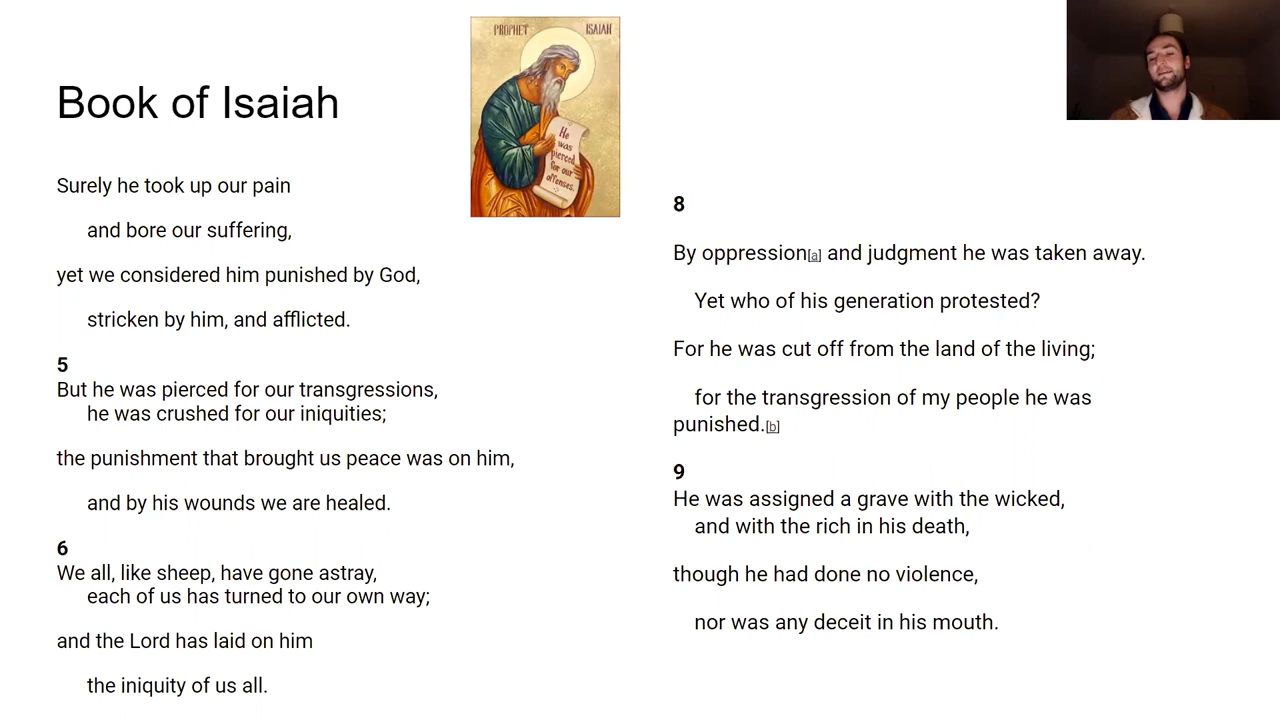 Book of Isaiah
PROPHET ISAIAH
He
was
pierced
for our
offenses.
Surely he took up our pain
and bore our suffering,
yet we considered him punished by God,
stricken by him, and afflicted.
5
But he was pierced for our transgressions,
he was crushed for our iniquities;
the punishment that brought us peace was on him,
and by his wounds we are healed.
6
We all, like sheep, have gone astray,
each of us has turned to our own way;
and the Lord has laid on him
the iniquity of us all.
8
By oppression[a] and judgment he was taken away.
Yet who of his generation protested?
For he was cut off from the land of the living;
for the transgression of my people he was
punished.[b]
9
He was assigned a grave with the wicked,
and with the rich in his death,
though he had done no violence,
nor was any deceit in his mouth.